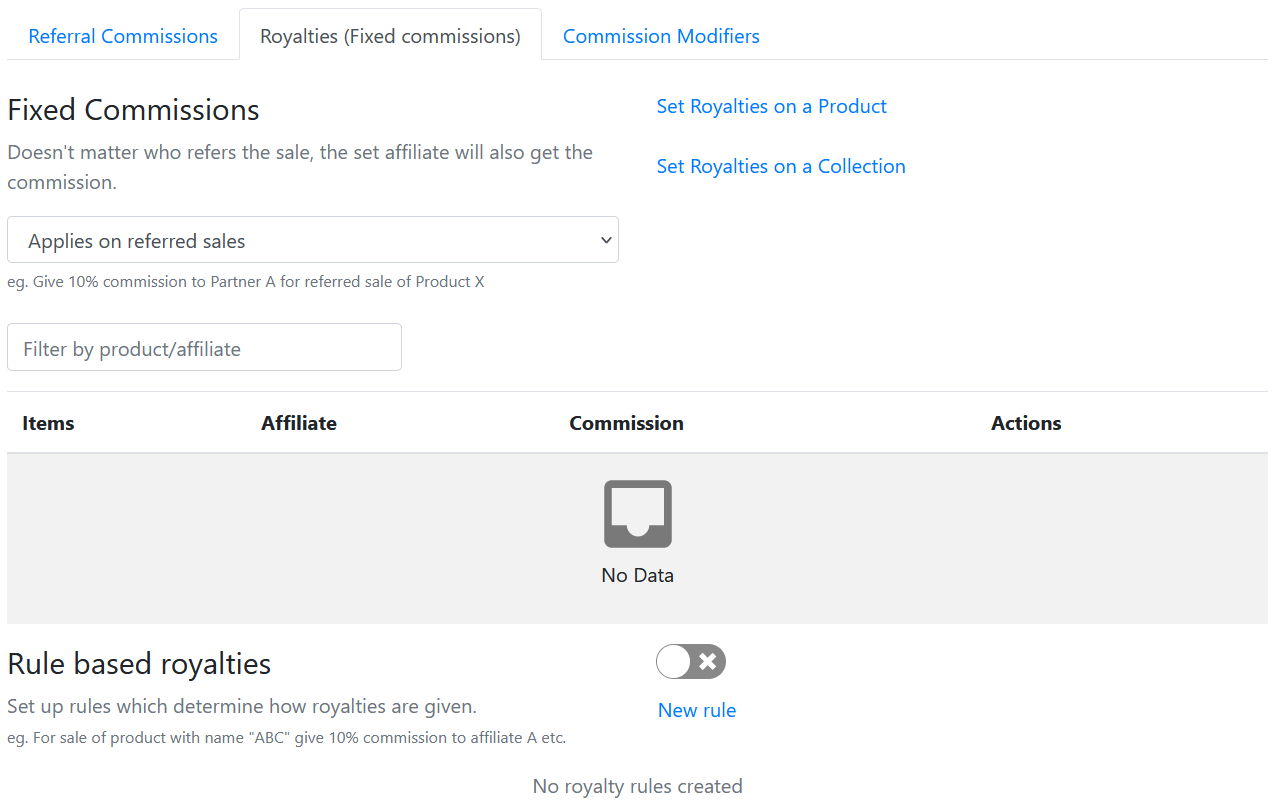 Referral Commissions
Royalties (Fixed commissions)
Commission Modifiers
Fixed Commissions
Doesn't matter who refers the sale, the set affiliate will also get the
commission.
Set Royalties on a Product
Set Royalties on a Collection
Applies on referred sales
eg. Give 10% commission to Partner A for referred sale of Product X
Filter by product/affiliate
Items Affiliate Commission Actions
No Data
Rule based royalties
Set up rules which determine how royalties are given.
eg. For sale of product with name "ABC" give 10% commission to affiliate A etc.
New rule
No royalty rules created